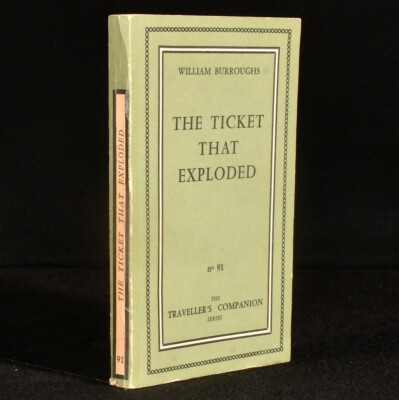 WILLIAM BURROUGHS
THE TICKET
THAT
EXPLODED
nº 91
THE
TRAVELLER'S COMPANION
SERIES
THE TICKET THAT EXPLODED
91